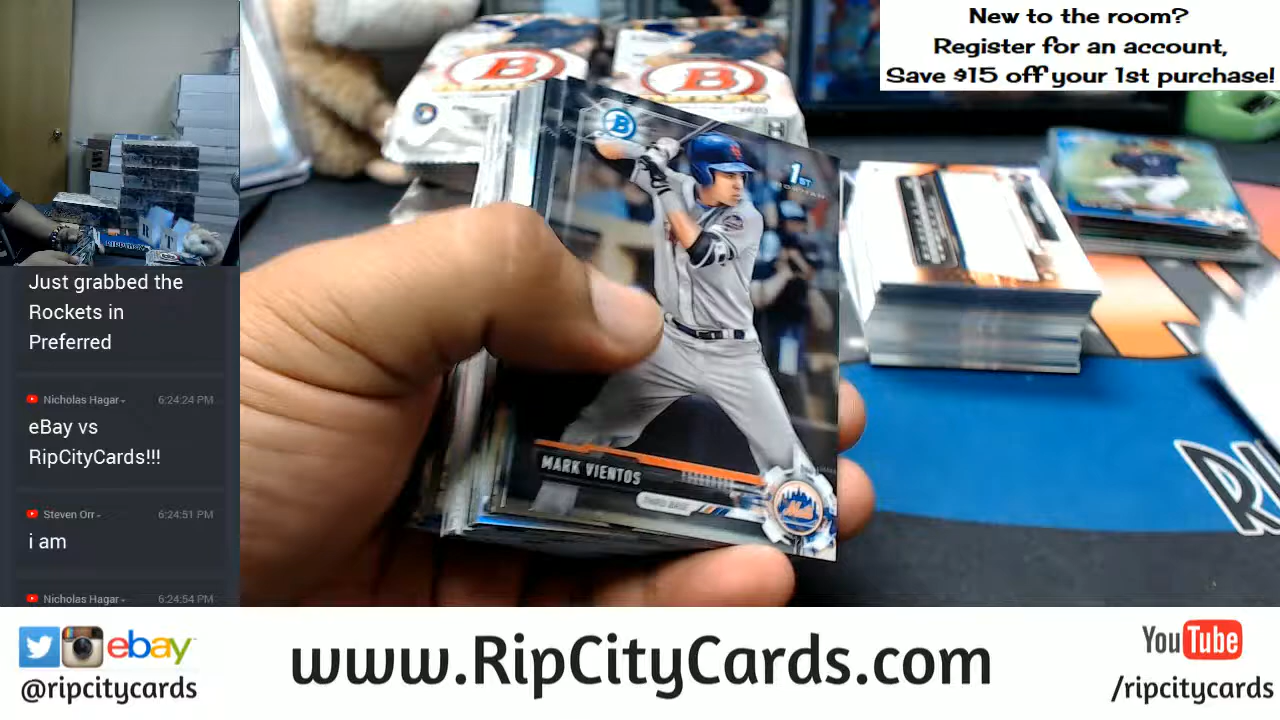 New to the room?
Register for an account,
Save $15 off your 1st purchase!
B
B
B
1ST
MARK VIENTOS
THIRD BASE
Mets
Just grabbed the
Rockets in
Preferred
Nicholas Hagar
6:24:24 PM
eBay vs
RipCityCards!!!
Steven Orr
6:24:51 PM
i am
Nicholas Hagar
6:24:54 PM
ebay
@ripcitycards
www.RipCityCards.com
YouTube
/ripcitycards